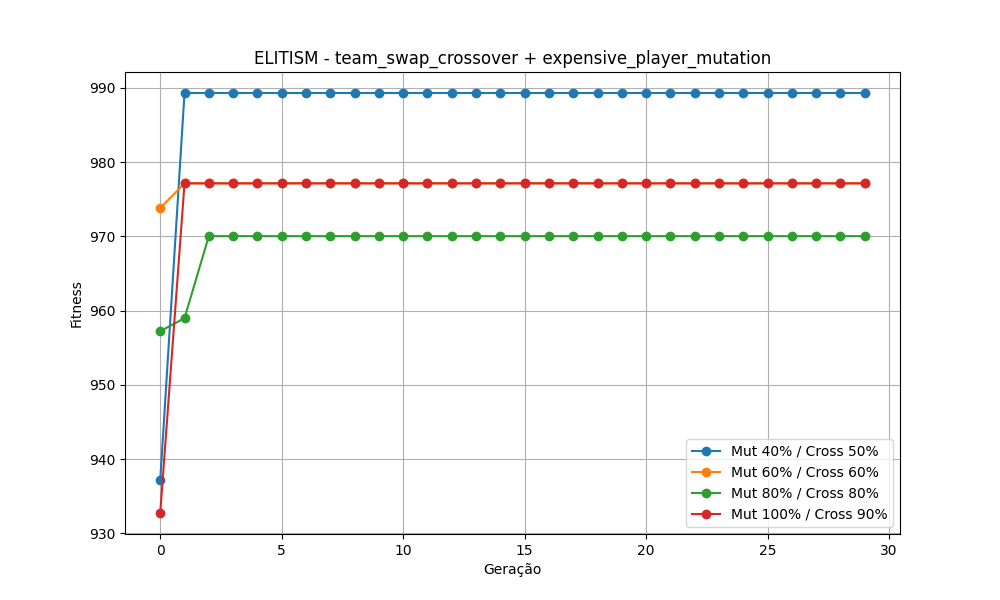 ELITISM - team_swap_crossover + expensive_player_mutation
Fitness
990
980
970
960
950
940
930
0
5
10
15
20
25
30
Geração
Mut 40% / Cross 50%
Mut 60% / Cross 60%
Mut 80% / Cross 80%
Mut 100% / Cross 90%